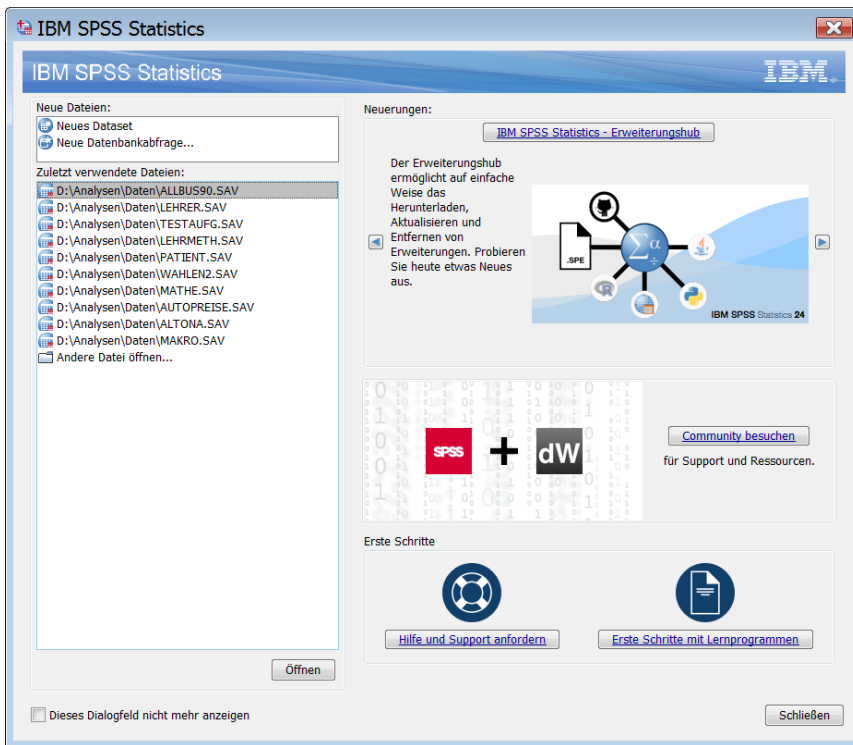 IBM SPSS Statistics
IBM SPSS Statistics
IBM
Neue Dateien:
Neues Dataset
Neue Datenbankabfrage...
Zuletzt verwendete Dateien:
D:\Analysen\Daten\ALLBUS90.SAV
D:\Analysen\Daten\LEHRER.SAV
D:\Analysen\Daten\TESTAUFG.SAV
D:\Analysen\Daten\LEHRMETH.SAV
D:\Analysen\Daten\PATIENT.SAV
D:\Analysen\Daten\WAHLEN2.SAV
D:\Analysen\Daten\MATHE.SAV
D:\Analysen\Daten\AUTOPREISE.SAV
D:\Analysen\Daten\ALTONA.SAV
D:\Analysen\Daten\MAKRO.SAV
Andere Datei öffnen...
Öffnen
Dieses Dialogfeld nicht mehr anzeigen
Neuerungen:
IBM SPSS Statistics - Erweiterungshub
Der Erweiterungshub
ermöglicht auf einfache
Weise das
Herunterladen,
Aktualisieren und
Entfernen von
Erweiterungen. Probieren
Sie heute etwas Neues
aus.
.SPE
Σα
÷
R
IBM SPSS Statistics 24
SPSS + dW
Community besuchen
für Support und Ressourcen.
Erste Schritte
Hilfe und Support anfordern
Erste Schritte mit Lernprogrammen
Schließen